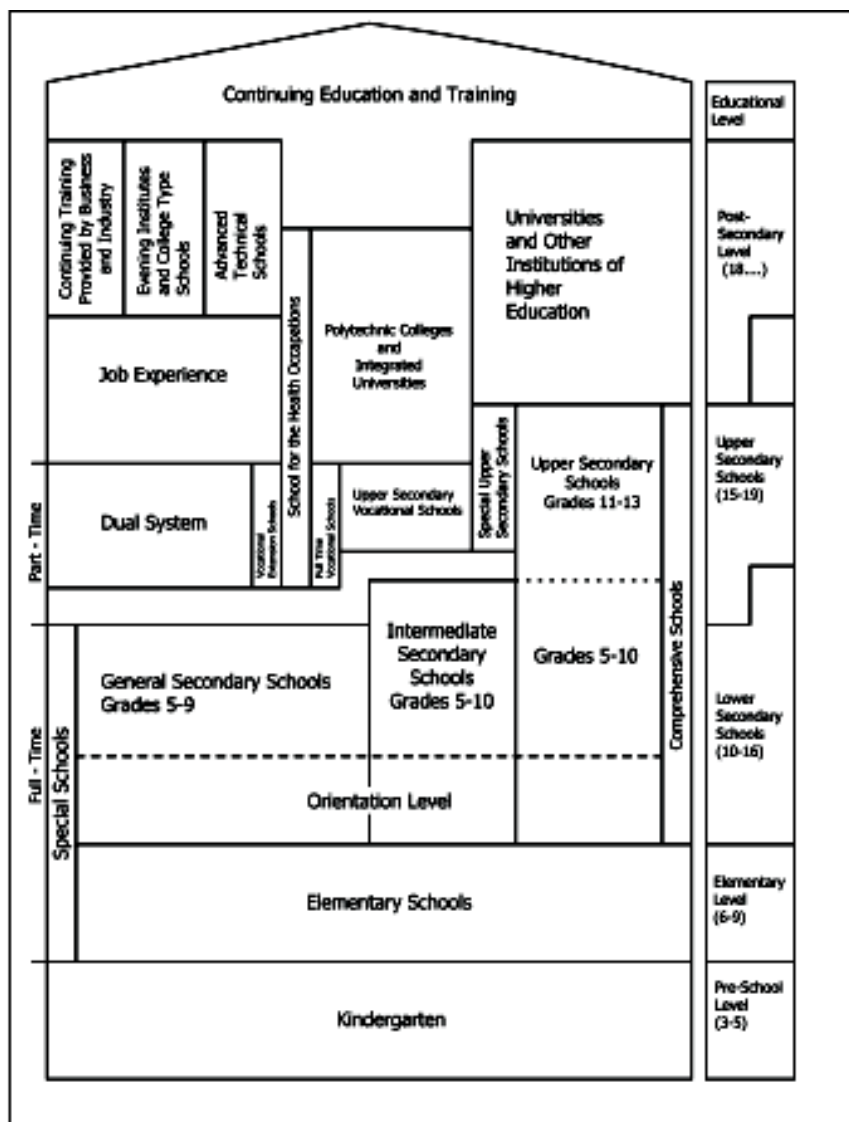 Continuing Education and Training
Educational
Level
Continuing Training
Provided by Business
and Industry
Evening Institutes
and College Type
Schools
Advanced
Technical
Schools
Universities
and Other
Institutions of
Higher
Education
Post-
Secondary
Level
(18....)
School for the Health Occapations
Polytechnic Colleges
and
Integrated
Universities
Job Experience
Part - Time
Dual System
Vocational
Extension Schools
Full Time
Vocational Schools
Upper Secondary
Vocational Schools
Special Upper
Secondary Schools
Upper Secondary
Schools
Grades 11-13
Comprehensive Schools
Upper
Secondary
Schools
(15-19)
Full - Time
Special Schools
General Secondary Schools
Grades 5-9
Intermediate
Secondary
Schools
Grades 5-10
Grades 5-10
Lower
Secondary
Schools
(10-16)
Orientation Level
Elementary Schools
Elementary
Level
(6-9)
Kindergarten
Pre-School
Level
(3-5)